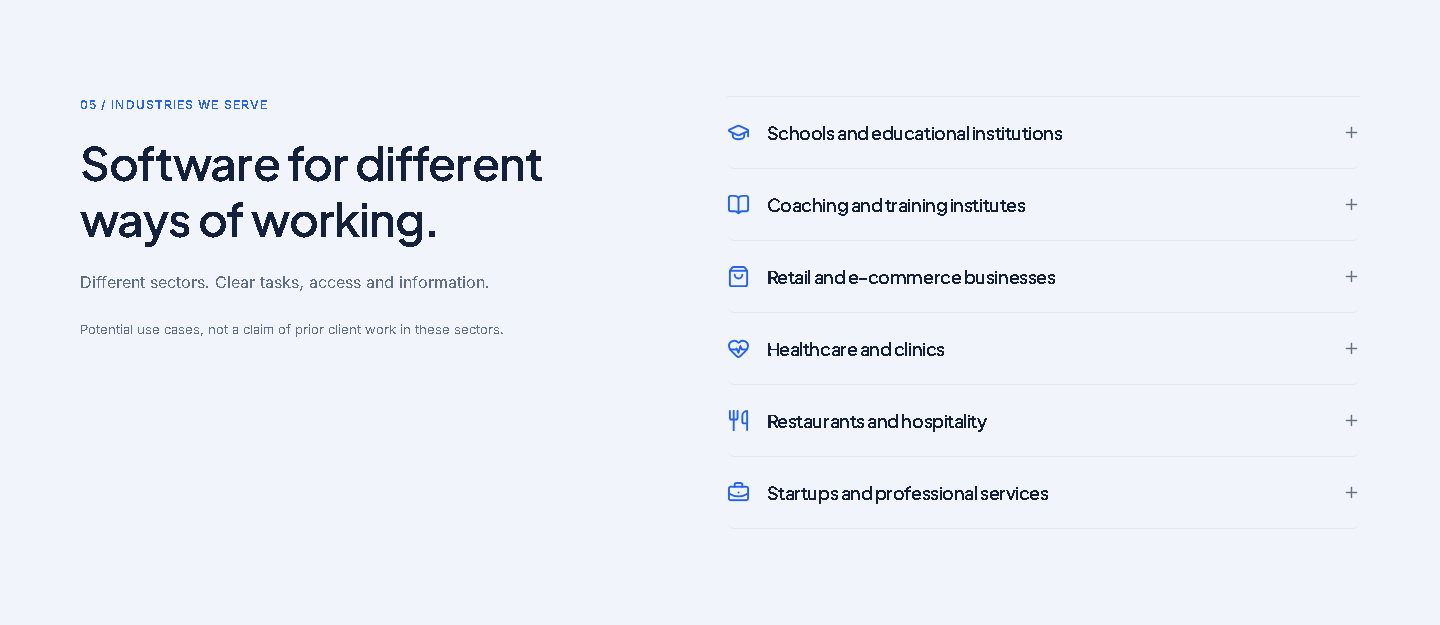 05 / INDUSTRIES WE SERVE
Software for different
ways of working.
Different sectors. Clear tasks, access and information.
Potential use cases, not a claim of prior client work in these sectors.
Schools and educational institutions
Coaching and training institutes
Retail and e-commerce businesses
Healthcare and clinics
Restaurants and hospitality
Startups and professional services